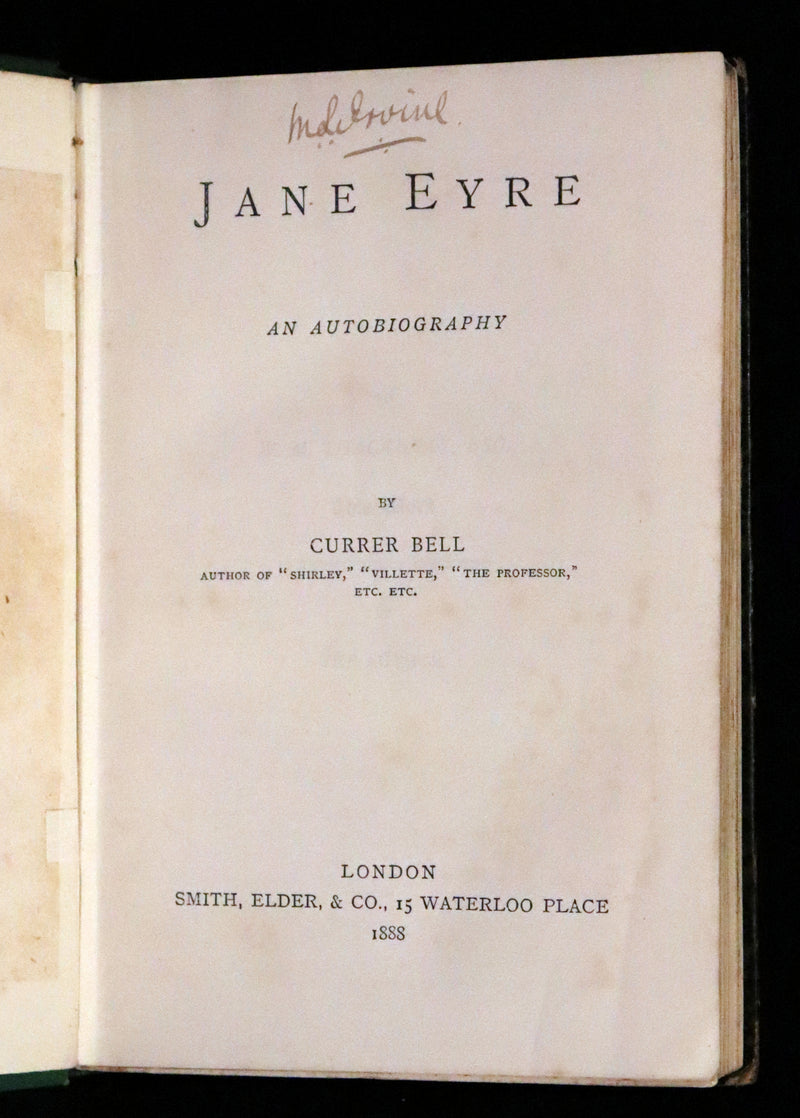 JANE EYRE
AN AUTOBIOGRAPHY
BY
CURRER BELL
AUTHOR OF "SHIRLEY," "VILLETTE," "THE PROFESSOR,"
ETC. ETC.
LONDON
SMITH, ELDER, & CO., 15 WATERLOO PLACE
1888